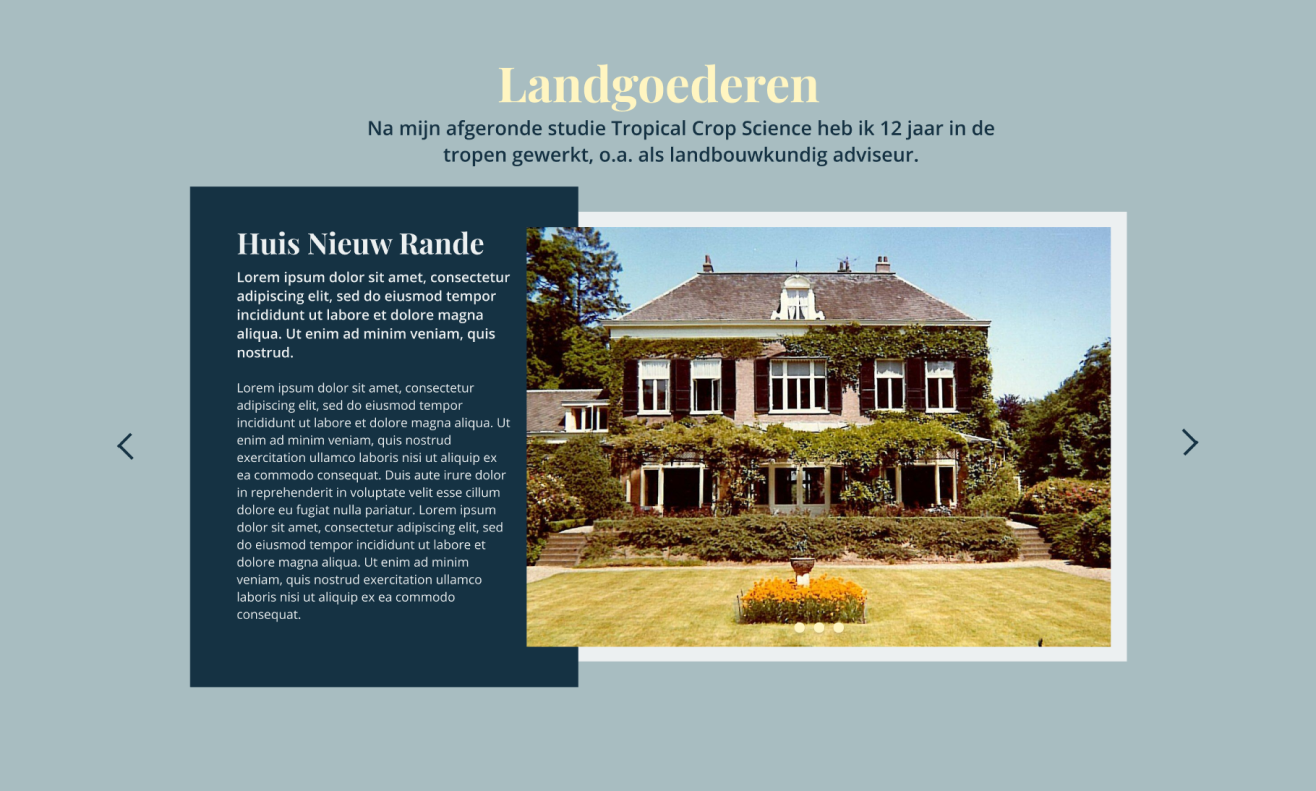 Landgoederen
Na mijn afgeronde studie Tropical Crop Science heb ik 12 jaar in de
tropen gewerkt, o.a. als landbouwkundig adviseur.
Huis Nieuw Rande
Lorem ipsum dolor sit amet, consectetur
adipiscing elit, sed do eiusmod tempor
incididunt ut labore et dolore magna
aliqua. Ut enim ad minim veniam, quis
nostrud.
Lorem ipsum dolor sit amet, consectetur
adipiscing elit, sed do eiusmod tempor
incididunt ut labore et dolore magna aliqua. Ut
enim ad minim veniam, quis nostrud
exercitation ullamco laboris nisi ut aliquip ex
ea commodo consequat. Duis aute irure dolor
in reprehenderit in voluptate velit esse cillum
dolore eu fugiat nulla pariatur. Lorem ipsum
dolor sit amet, consectetur adipiscing elit, sed
do eiusmod tempor incididunt ut labore et
dolore magna aliqua. Ut enim ad minim
veniam, quis nostrud exercitation ullamco
laboris nisi ut aliquip ex ea commodo
consequat.